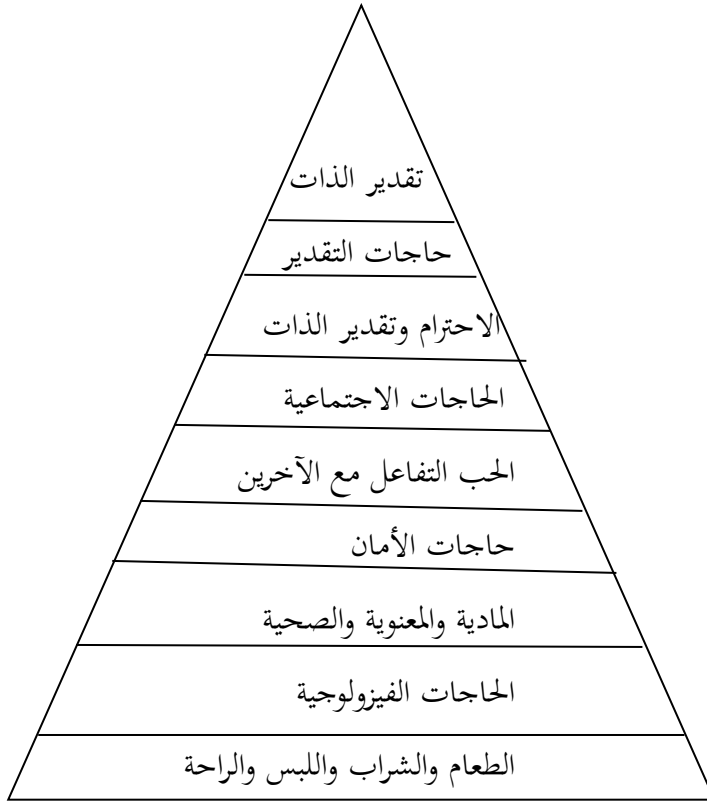 تقدير الذات
حاجات التقدير
الاحترام وتقدير الذات
الحاجات الاجتماعية
الحب التفاعل مع الآخرين
حاجات الأمان
المادية والمعنوية والصحية
الحاجات الفيزولوجية
الطعام والشراب واللبس والراحة